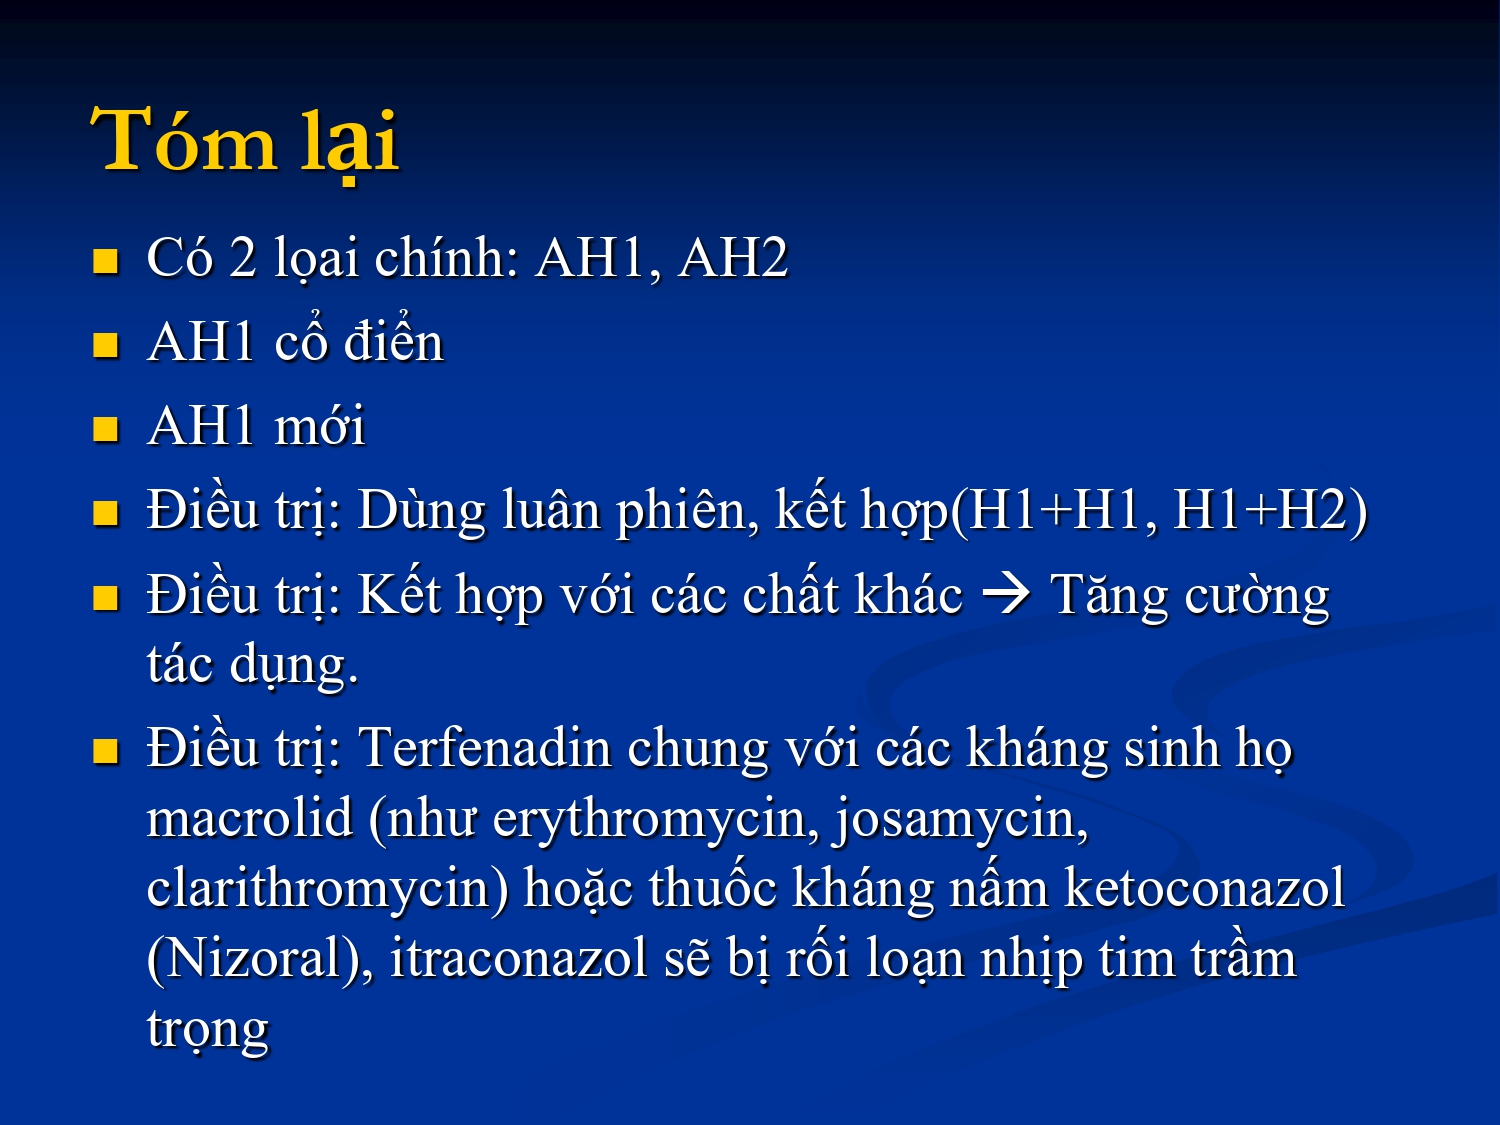 Tóm lại
Có 2 lọai chính: AH1, AH2
AH1 cổ điển
AH1 mới
Điều trị: Dùng luân phiên, kết hợp(H1+H1, H1+H2)
Điều trị: Kết hợp với các chất khác → Tăng cường
tác dụng.
Điều trị: Terfenadin chung với các kháng sinh họ
macrolid (như erythromycin, josamycin,
clarithromycin) hoặc thuốc kháng nấm ketoconazol
(Nizoral), itraconazol sẽ bị rối loạn nhịp tim trầm
trọng